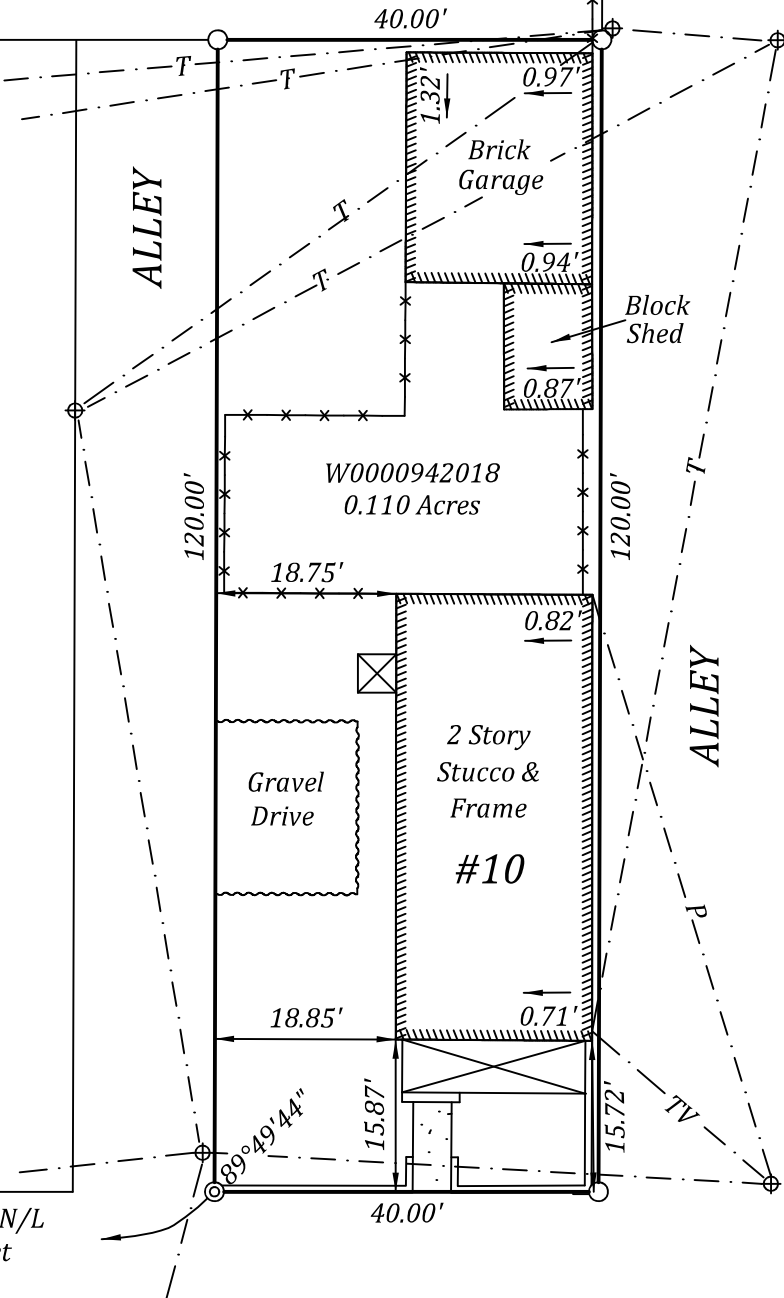 40.00'
T
T
0.97'
1.32'
Brick
Garage
ALLEY
T
T
0.94'
Block
Shed
0.87'
T
W0000942018
0.110 Acres
120.00'
120.00'
18.75'
0.82'
ALLEY
2 Story
Stucco &
Frame
#10
Gravel
Drive
P
0.71'
18.85'
15.87'
15.72'
TV
89°49'44"
40.00'
N/L
et